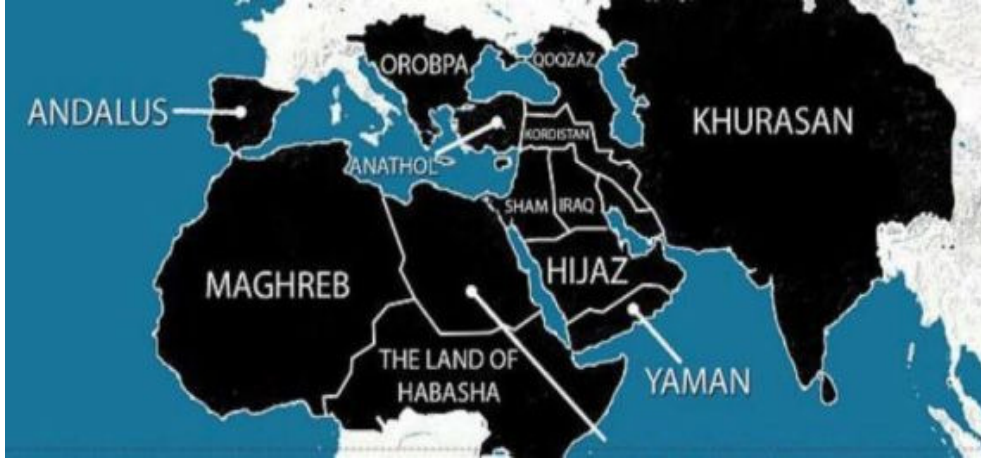 OROBPA
QOQZAZ
ANDALUS
KHURASAN
KORDISTAN
ANATHOL
SHAM
IRAQ
MAGHREB
HIJAZ
THE LAND OF
HABASHA
YAMAN